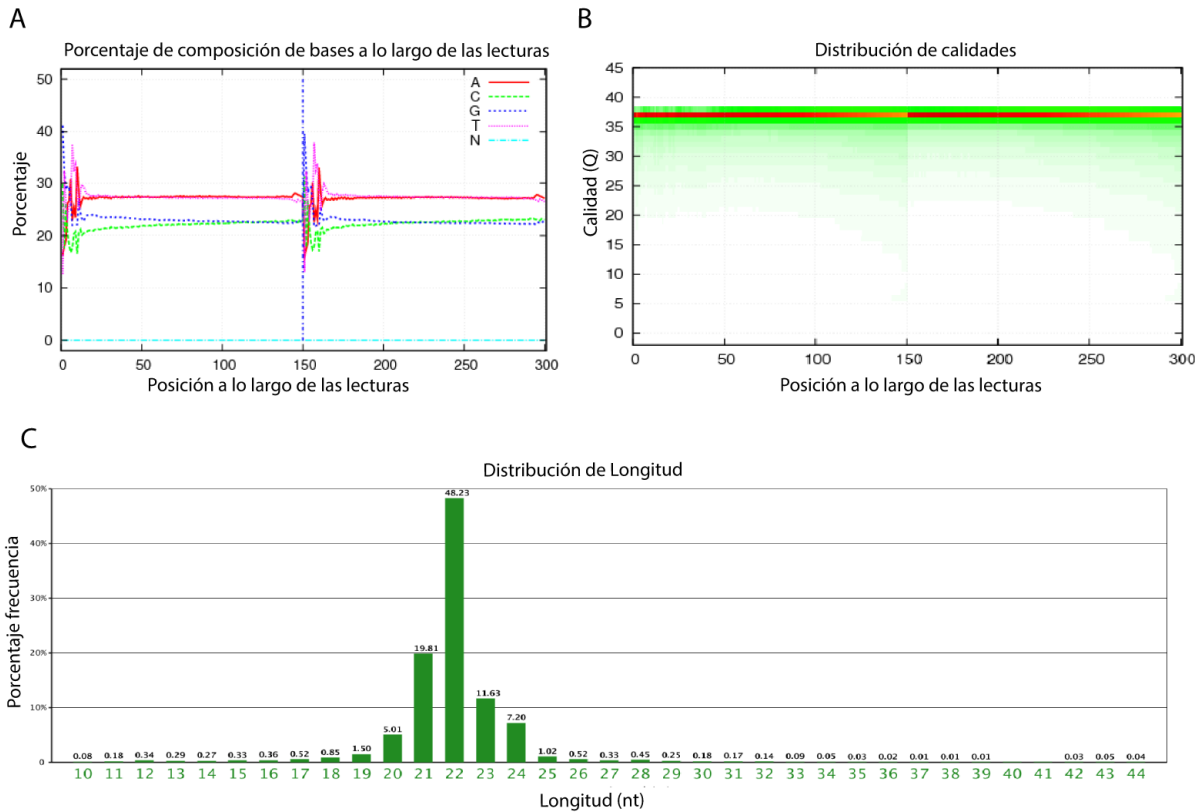 A
Porcentaje de composición de bases a lo largo de las lecturas
50
40
30
20
10
0
Porcentaje
A
C
G
T
N
0 50 100 150 200 250 300
Posición a lo largo de las lecturas
B
Distribución de calidades
45
40
35
30
25
20
15
10
5
0
Calidad (Q)
0 50 100 150 200 250 300
Posición a lo largo de las lecturas
C
Distribución de Longitud
50%
40%
30%
20%
10%
0
Porcentaje frecuencia
0.08 0.18 0.34 0.29 0.27 0.33 0.36 0.52 0.85 1.50 5.01 19.81 48.23 11.63 7.20 1.02 0.52 0.33 0.45 0.25 0.18 0.17 0.14 0.09 0.05 0.03 0.02 0.01 0.01 0.01 0.03 0.05 0.04
10 11 12 13 14 15 16 17 18 19 20 21 22 23 24 25 26 27 28 29 30 31 32 33 34 35 36 37 38 39 40 41 42 43 44
Longitud (nt)